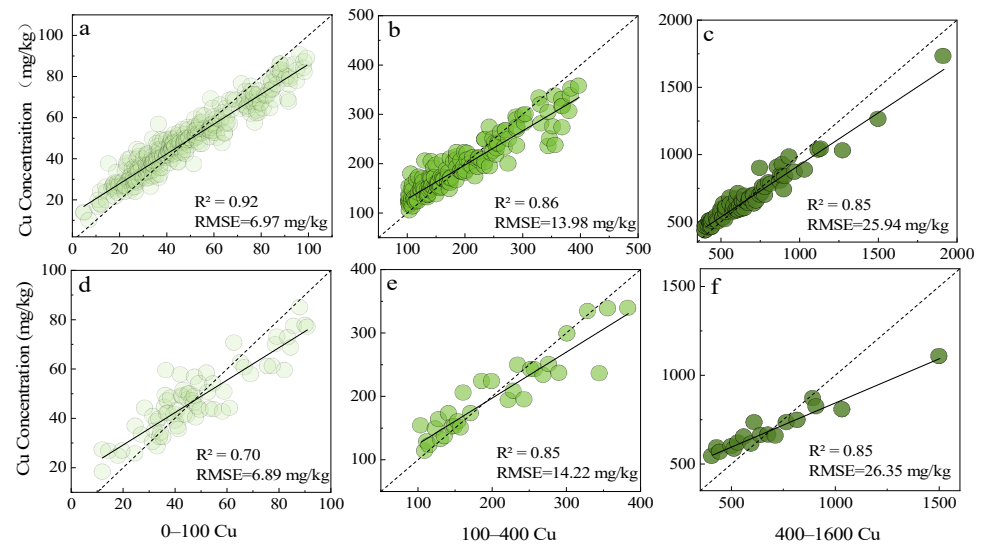 a
Cu Concentraition （mg/kg）
100
80
60
40
20
0 20 40 60 80 100
R² = 0.92
RMSE=6.97 mg/kg
b
500
400
300
200
100
100 200 300 400 500
R² = 0.86
RMSE=13.98 mg/kg
c
2000
1500
1000
500
500 1000 1500 2000
R² = 0.85
RMSE=25.94 mg/kg
d
Cu Concentration (mg/kg)
100
80
60
40
20
0 20 40 60 80 100
R² = 0.70
RMSE=6.89 mg/kg
0–100 Cu
e
400
300
200
100
100 200 300 400
R² = 0.85
RMSE=14.22 mg/kg
100–400 Cu
f
1500
1000
500
500 1000 1500
R² = 0.85
RMSE=26.35 mg/kg
400–1600 Cu